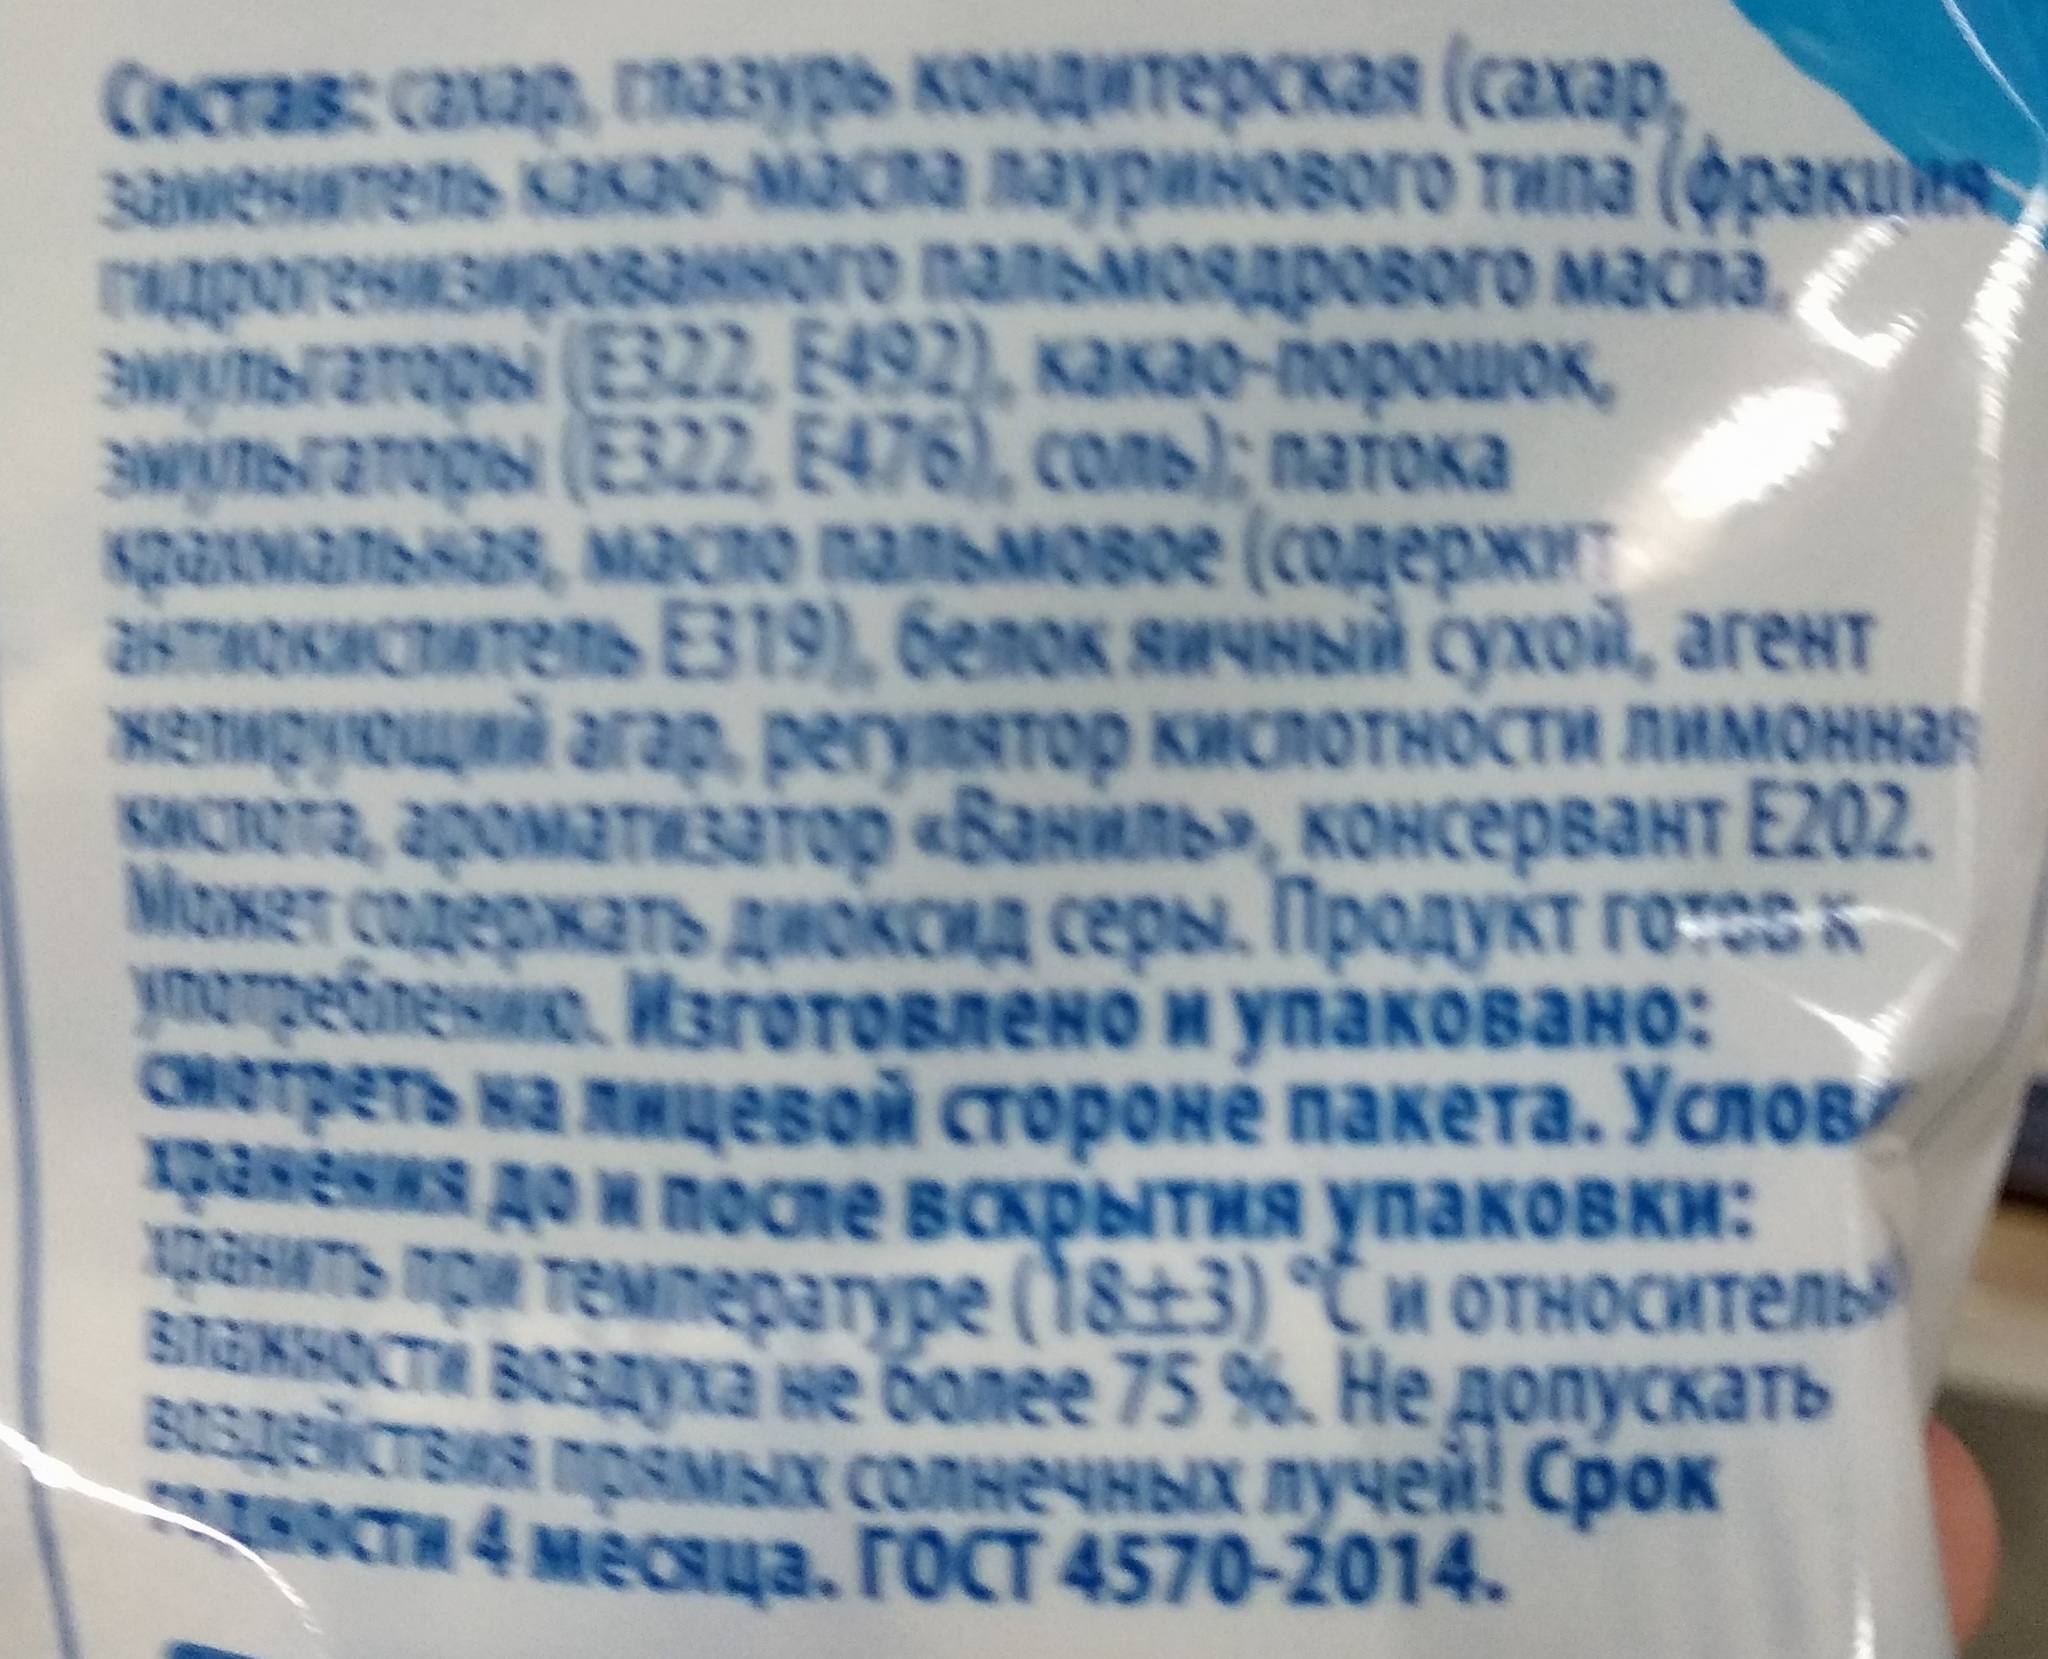 Состав: сахар, глазурь кондитерская (сахар,
заменитель какао-масла лауринового типа (фракция
гидрогенизированного пальмоядрового масла,
эмульгаторы (Е322, Е492), какао-порошок,
эмульгаторы (Е322, Е476), соль); патока
крахмальная, масло пальмовое (содержит
антиокислитель Е319), белок яичный сухой, агент
желирующий агар, регулятор кислотности лимонная
кислота, ароматизатор «Ваниль», консервант Е202.
Может содержать диоксид серы. Продукт готов к
употреблению. Изготовлено и упаковано:
смотреть на лицевой стороне пакета. Услов
хранения до и после вскрытия упаковки:
хранить при температуре (18±3) °С и относитель
влажности воздуха не более 75 %. Не допускать
воздействия прямых солнечных лучей! Срок
годности 4 месяца. ГОСТ 4570-2014.